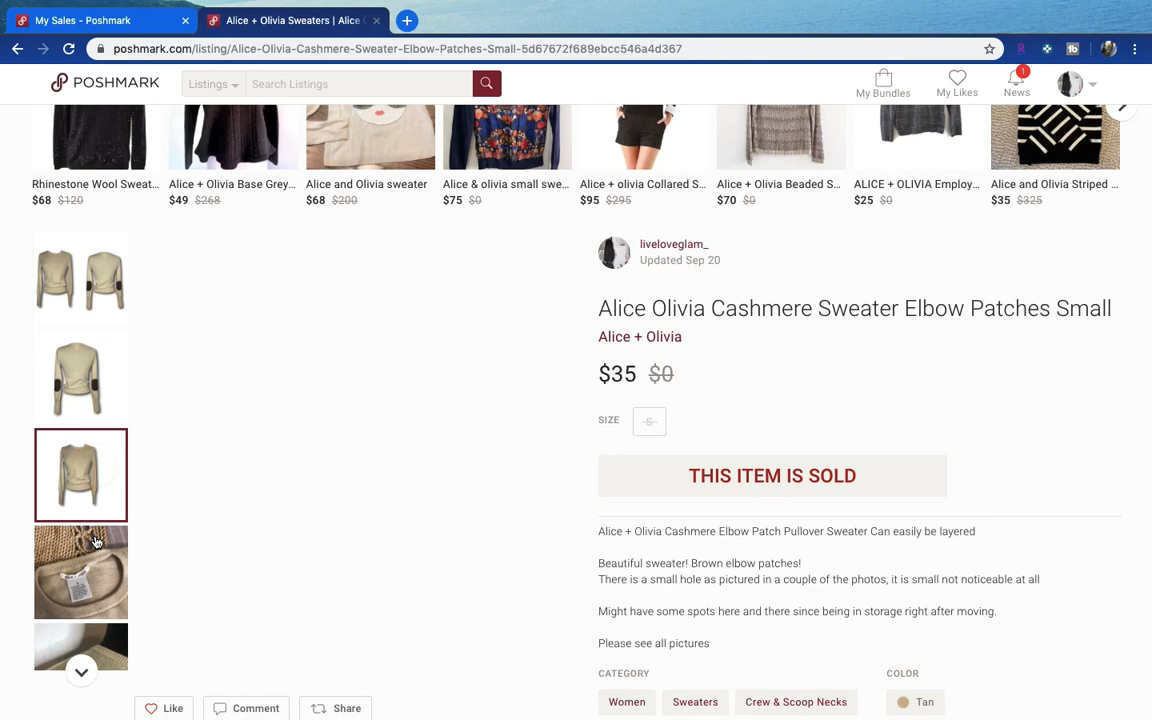 My Sales - Poshmark
Alice + Olivia Sweaters | Alice
poshmark.com/listing/Alice-Olivia-Cashmere-Sweater-Elbow-Patches-Small-5d67672f689ebcc546a4d367
POSHMARK
Listings
Search Listings
My Bundles
My Likes
1
News
Rhinestone Wool Sweat...
$68 $120
Alice + Olivia Base Grey...
$49 $268
Alice and Olivia sweater
$68 $200
Alice & olivia small swe...
$75 $0
Alice + olivia Collared S...
$95 $295
Alice + Olivia Beaded S...
$70 $0
ALICE + OLIVIA Employ...
$25 $0
Alice and Olivia Striped ...
$35 $325
liveloveglam_
Updated Sep 20
Alice Olivia Cashmere Sweater Elbow Patches Small
Alice + Olivia
$35 $0
SIZE
S
THIS ITEM IS SOLD
Alice + Olivia Cashmere Elbow Patch Pullover Sweater Can easily be layered
Beautiful sweater! Brown elbow patches!
There is a small hole as pictured in a couple of the photos, it is small not noticeable at all
Might have some spots here and there since being in storage right after moving.
Please see all pictures
CATEGORY
Women
Sweaters
Crew & Scoop Necks
COLOR
Tan
Like
Comment
Share